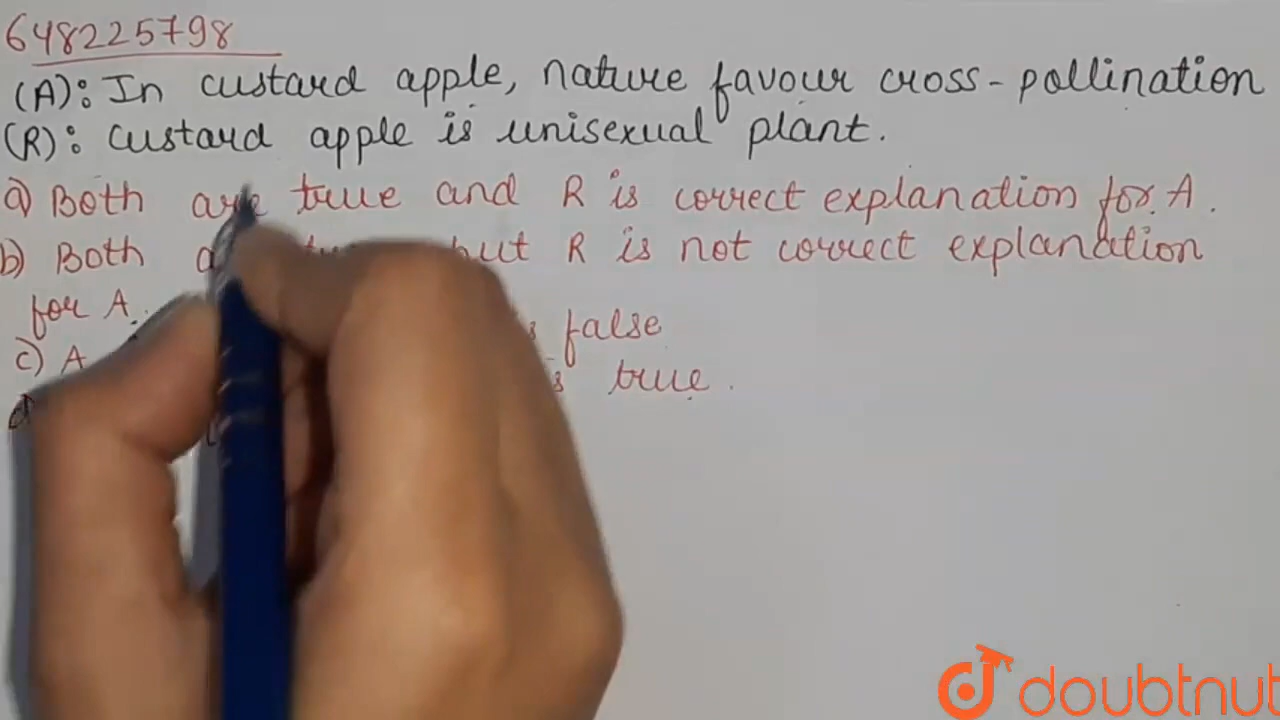 648225798
(A): In custard apple, nature favour cross-pollination
(R): custard apple is unisexual plant.
a) Both are true and R is correct explanation for A.
b) Both but R is not correct explanation
for A.
c) A false
d) true.
doubtnut